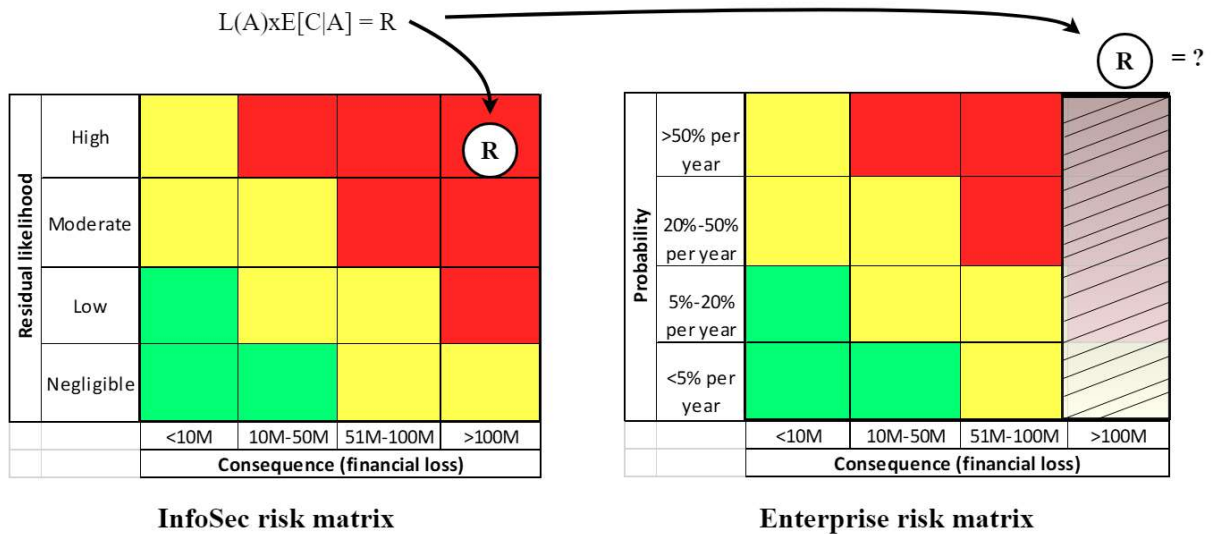 L(A)xE[C|A] = R
R = ?
Residual likelihood
High
R
Moderate
Low
Negligible
<10M 10M-50M 51M-100M >100M
Consequence (financial loss)
InfoSec risk matrix
Probability
>50% per
year
20%-50%
per year
5%-20%
per year
<5% per
year
<10M 10M-50M 51M-100M >100M
Consequence (financial loss)
Enterprise risk matrix